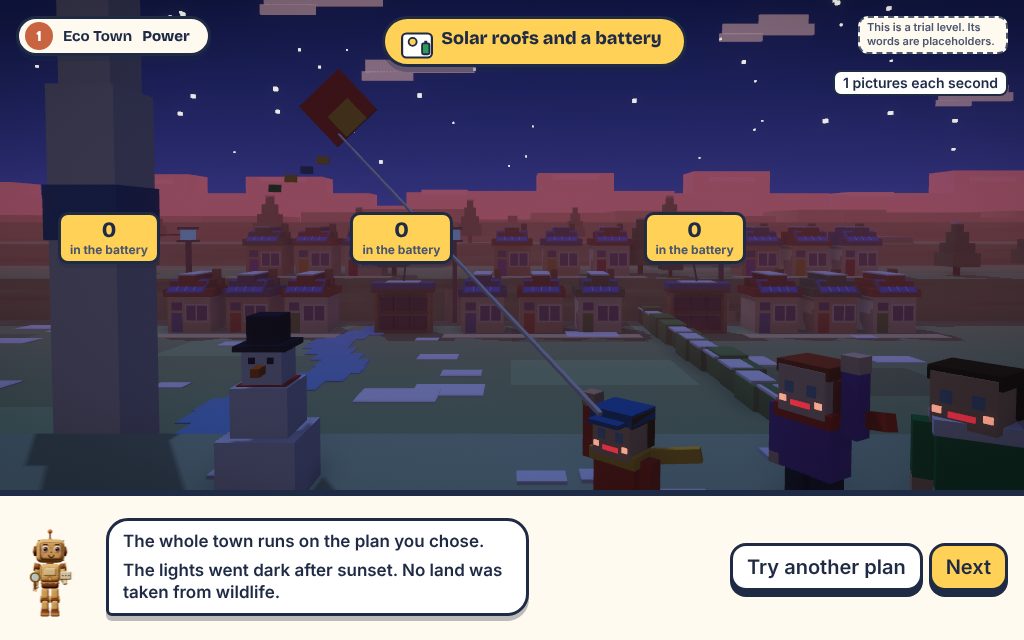 1 Eco Town Power
Solar roofs and a battery
This is a trial level. Its
words are placeholders.
1 pictures each second
0
in the battery
0
in the battery
0
in the battery
The whole town runs on the plan you chose.
The lights went dark after sunset. No land was
taken from wildlife.
Try another plan
Next